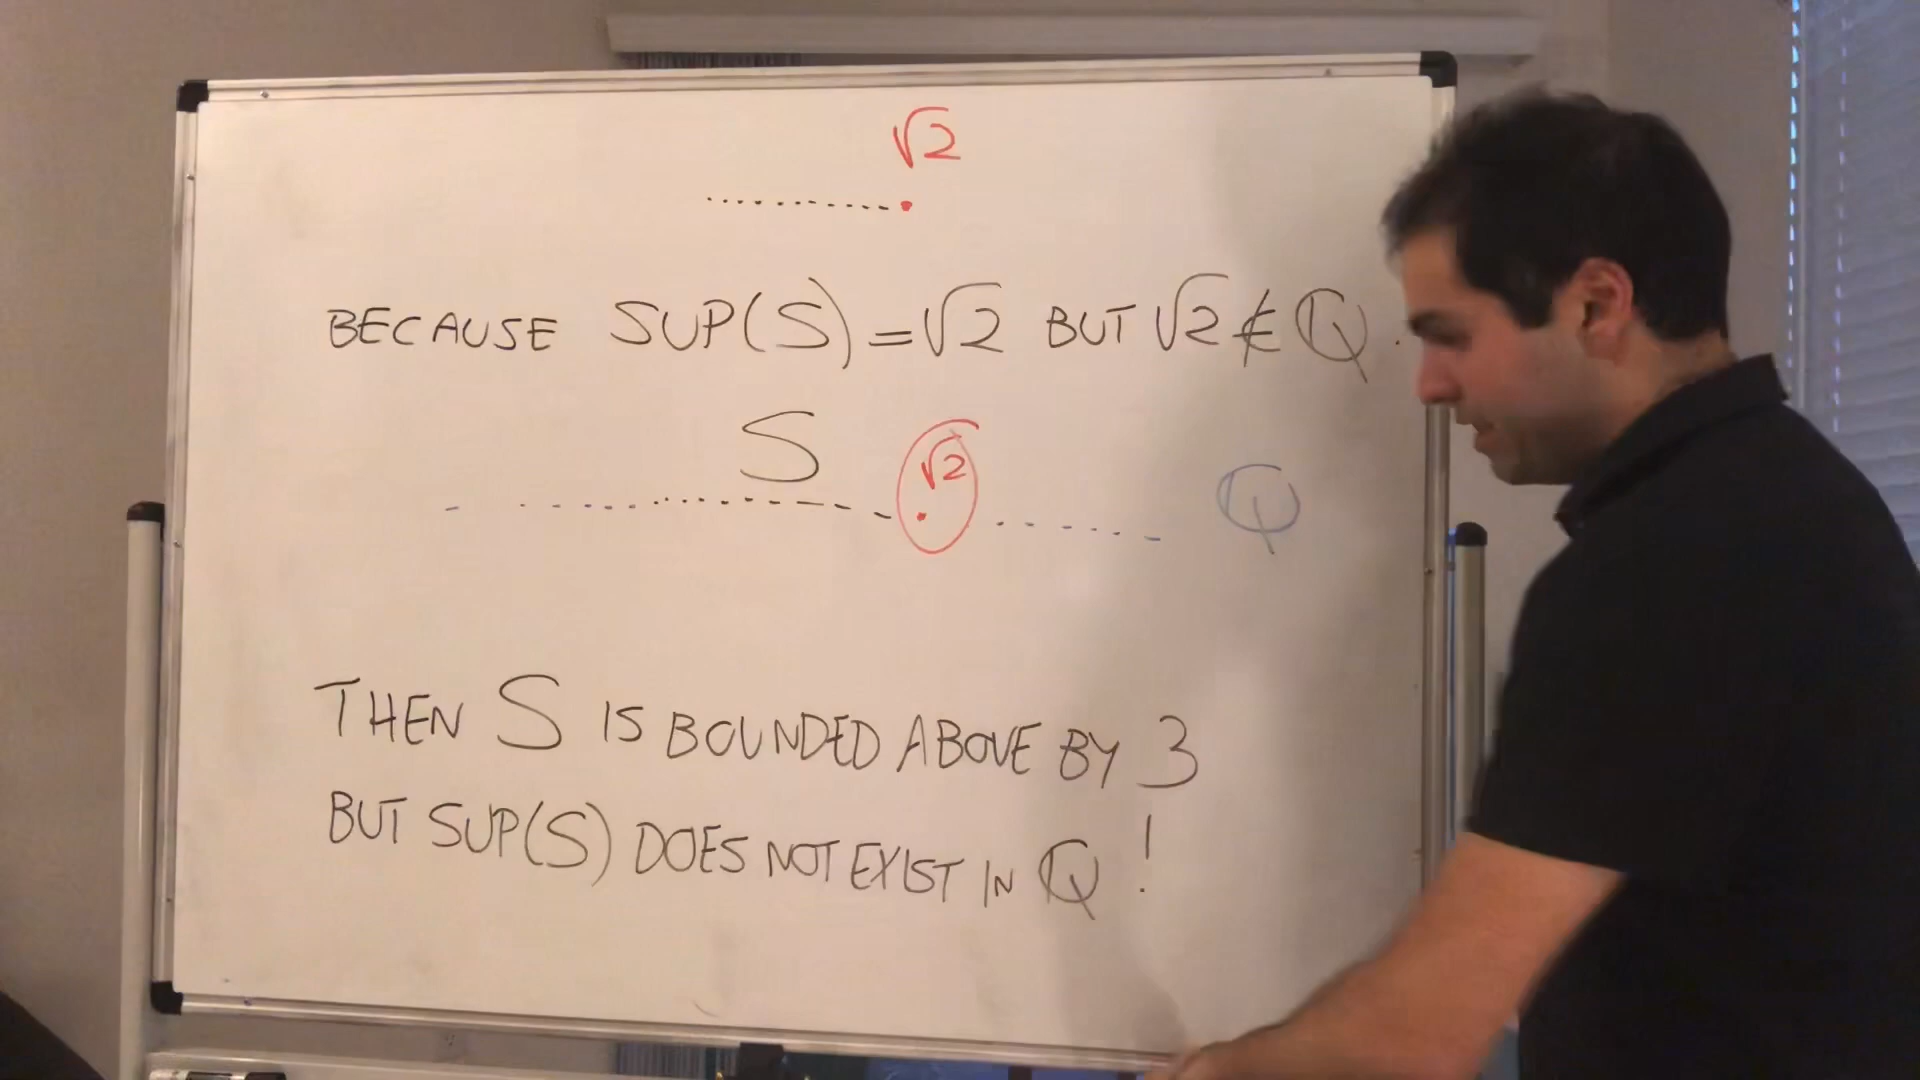 √2
BECAUSE SUP(S) = √2 BUT √2 ∉ ℚ.
S
√2
ℚ
THEN S IS BOUNDED ABOVE BY 3
BUT SUP(S) DOES NOT EXIST IN ℚ !